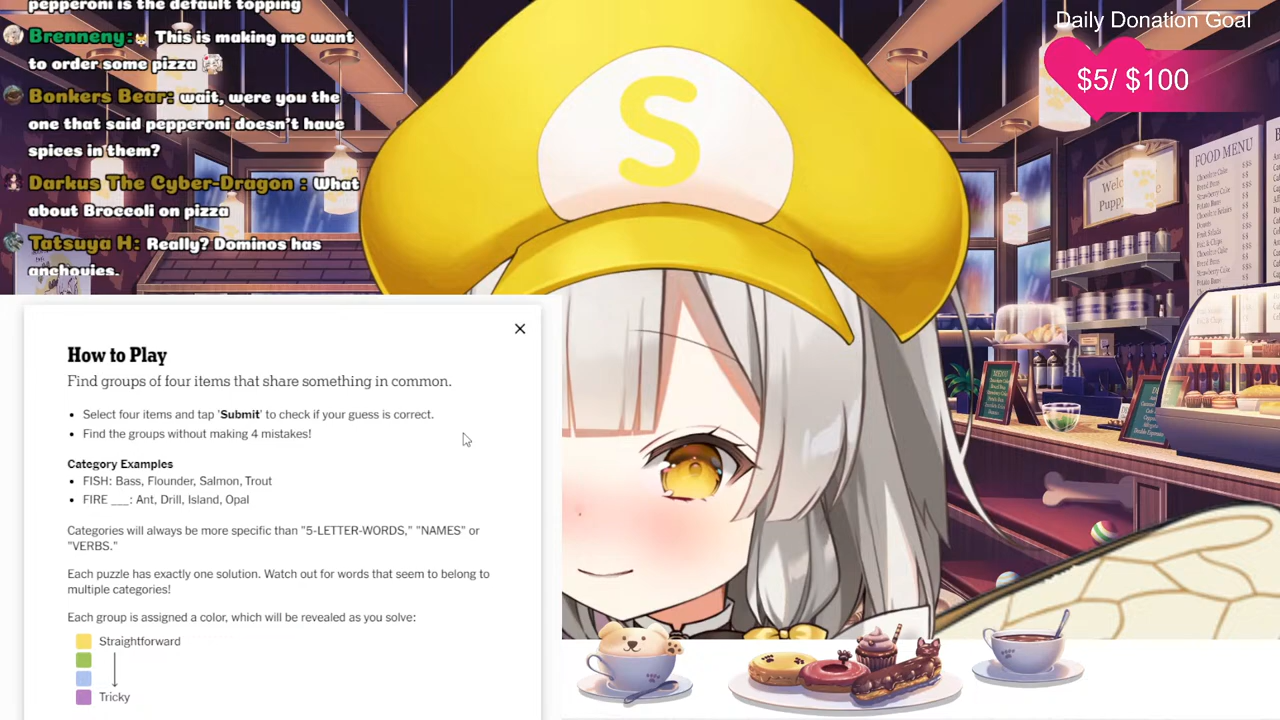 pepperoni is the default topping
Brenneny: This is making me want
to order some pizza
Bonkers Bear: wait, were you the
one that said pepperoni doesn't have
spices in them?
Darkus The Cyber-Dragon : What
about Broccoli on pizza
Tatsuya H: Really? Dominos has
anchovies.
S
Daily Donation Goal
$5/ $100
FOOD MENU
MENU
How to Play
Find groups of four items that share something in common.
• Select four items and tap 'Submit' to check if your guess is correct.
• Find the groups without making 4 mistakes!
Category Examples
• FISH: Bass, Flounder, Salmon, Trout
• FIRE ___: Ant, Drill, Island, Opal
Categories will always be more specific than "5-LETTER-WORDS," "NAMES" or
"VERBS."
Each puzzle has exactly one solution. Watch out for words that seem to belong to
multiple categories!
Each group is assigned a color, which will be revealed as you solve:
Straightforward
Tricky